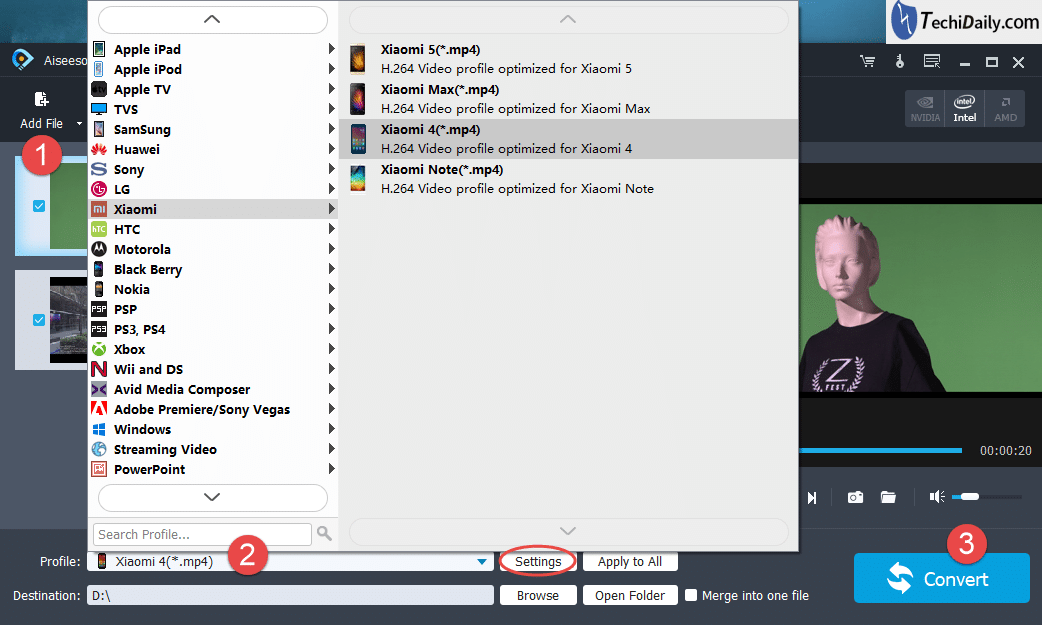 TechiDaily.com
Aiseeso
Add File
1
NVIDIA
intel
Intel
AMD
Apple iPad
Apple iPod
Apple TV
TVS
SamSung
Huawei
Sony
LG
Xiaomi
HTC
Motorola
Black Berry
Nokia
PSP
PS3, PS4
Xbox
Wii and DS
Avid Media Composer
Adobe Premiere/Sony Vegas
Windows
Streaming Video
PowerPoint
Search Profile...
Xiaomi 5(*.mp4)
H.264 Video profile optimized for Xiaomi 5
Xiaomi Max(*.mp4)
H.264 Video profile optimized for Xiaomi Max
Xiaomi 4(*.mp4)
H.264 Video profile optimized for Xiaomi 4
Xiaomi Note(*.mp4)
H.264 Video profile optimized for Xiaomi Note
Z
FEST
00:00:20
Profile:
Xiaomi 4(*.mp4)
2
Settings
Apply to All
3
Convert
Destination:
D:\
Browse
Open Folder
Merge into one file